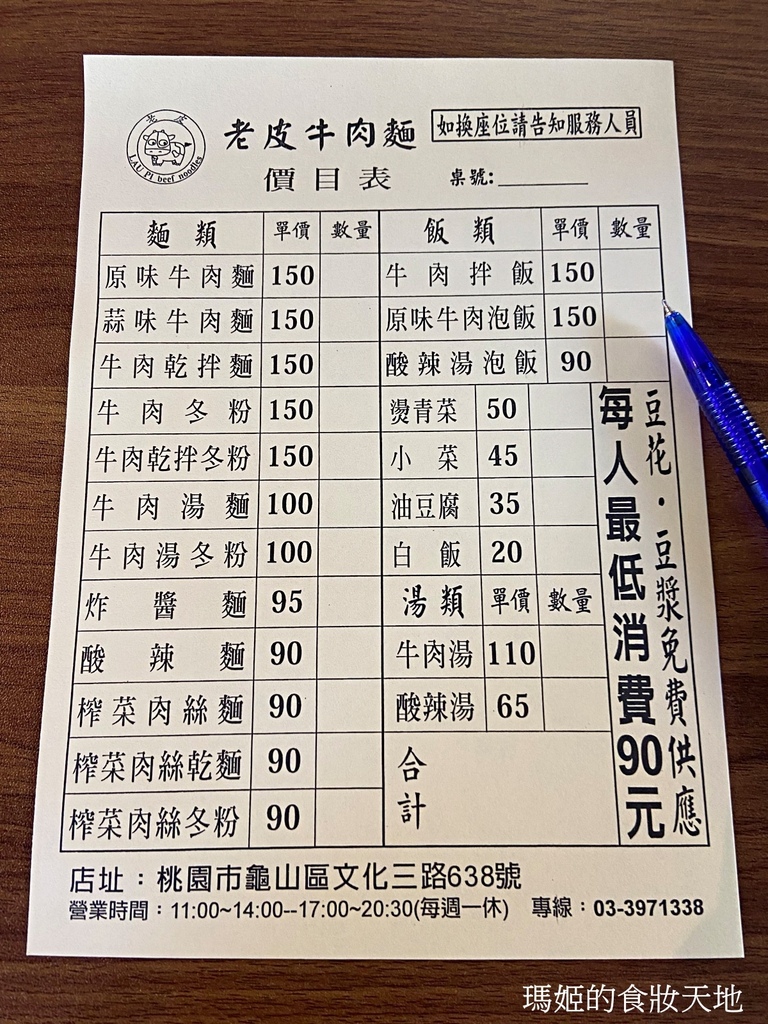 老皮
LAU PI beef noodles
老皮牛肉麵
如換座位請告知服務人員
價目表
桌號:
麵類 單價 數量
原味牛肉麵 150
蒜味牛肉麵 150
牛肉乾拌麵 150
牛肉冬粉 150
牛肉乾拌冬粉 150
牛肉湯麵 100
牛肉湯冬粉 100
炸醬麵 95
酸辣麵 90
榨菜肉絲麵 90
榨菜肉絲乾麵 90
榨菜肉絲冬粉 90
飯類 單價 數量
牛肉拌飯 150
原味牛肉泡飯 150
酸辣湯泡飯 90
燙青菜 50
小菜 45
油豆腐 35
白飯 20
湯類 單價 數量
牛肉湯 110
酸辣湯 65
合計
豆花・豆漿免費供應
每人最低消費90元
店址：桃園市龜山區文化三路638號
營業時間：11:00~14:00--17:00~20:30(每週一休) 專線：03-3971338
瑪姬的食妝天地